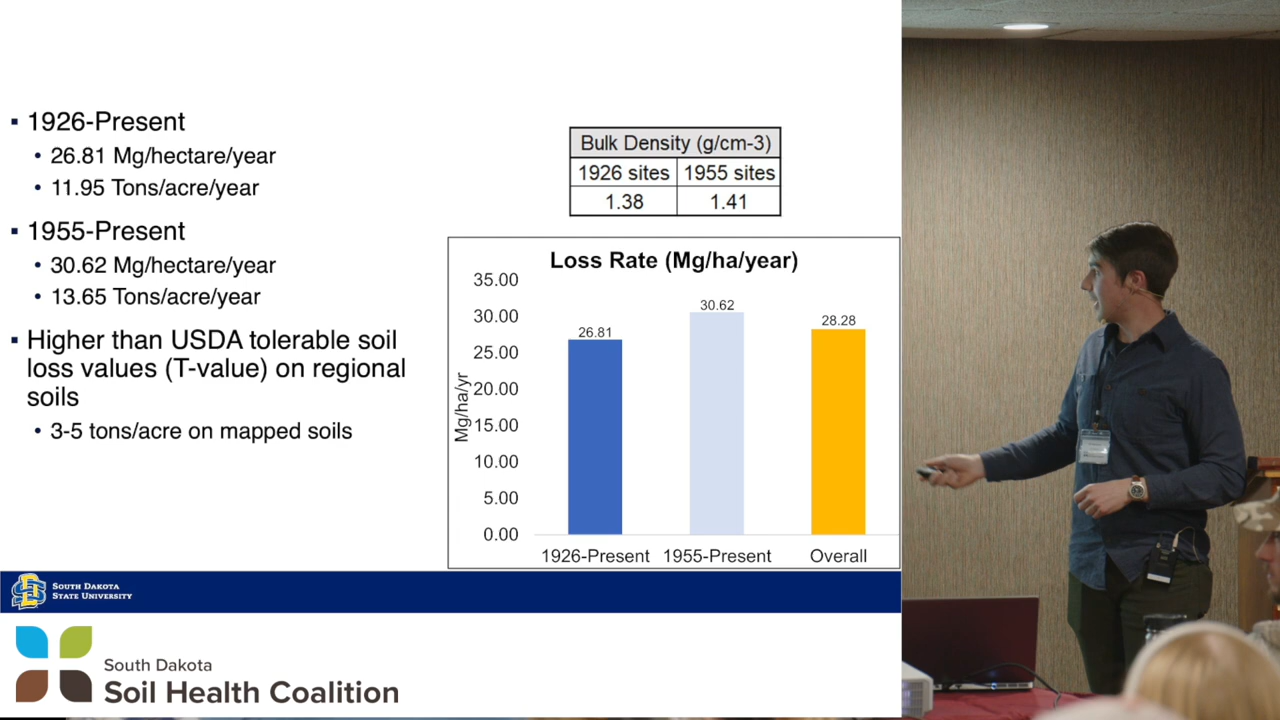 1926-Present
26.81 Mg/hectare/year
11.95 Tons/acre/year
1955-Present
30.62 Mg/hectare/year
13.65 Tons/acre/year
Higher than USDA tolerable soil
loss values (T-value) on regional
soils
3-5 tons/acre on mapped soils
Bulk Density (g/cm-3)
1926 sites 1955 sites
1.38 1.41
Loss Rate (Mg/ha/year)
35.00
30.00
25.00
20.00
15.00
10.00
5.00
0.00
Mg/ha/yr
26.81
30.62
28.28
1926-Present 1955-Present Overall
South Dakota
State University
South Dakota
Soil Health Coalition